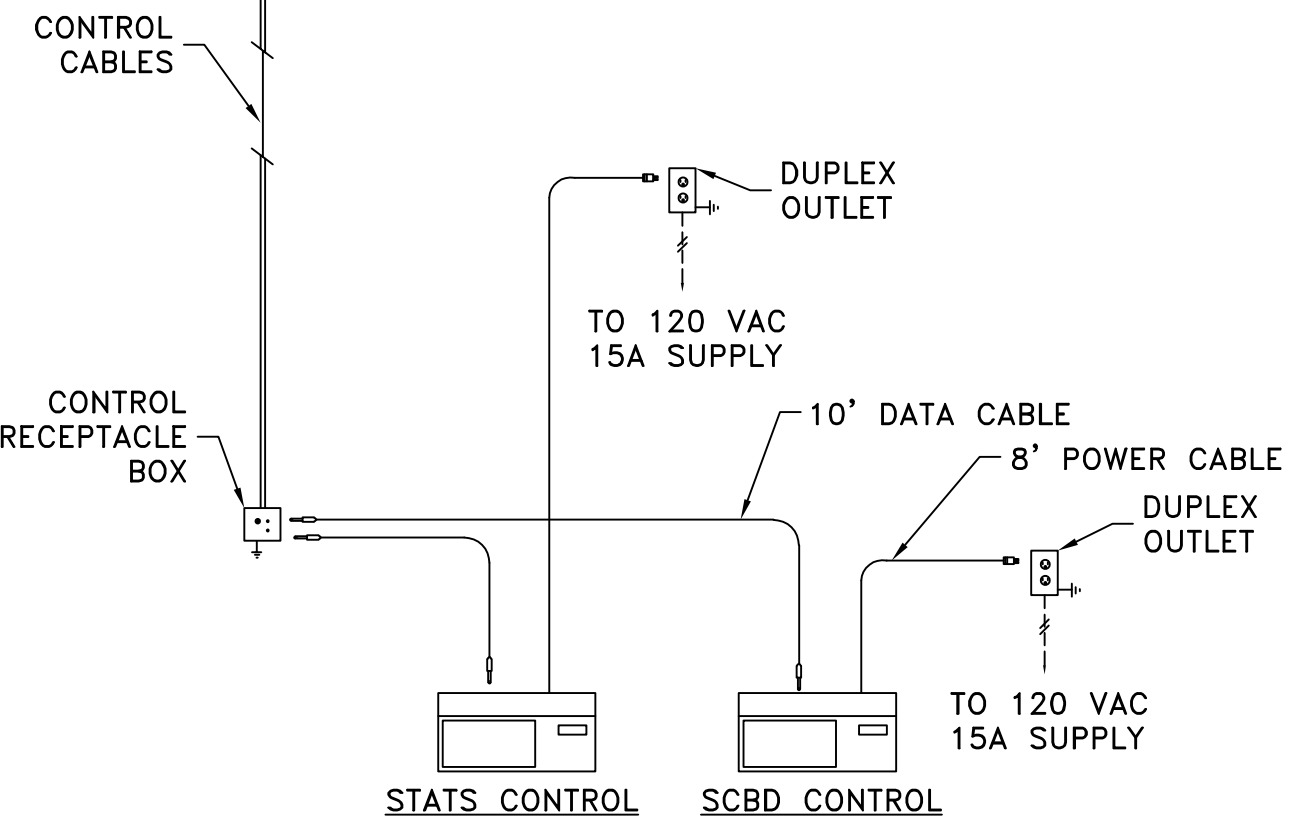 CONTROL
CABLES
DUPLEX
OUTLET
TO 120 VAC
15A SUPPLY
CONTROL
RECEPTACLE
BOX
10' DATA CABLE
8' POWER CABLE
DUPLEX
OUTLET
TO 120 VAC
15A SUPPLY
STATS CONTROL
SCBD CONTROL